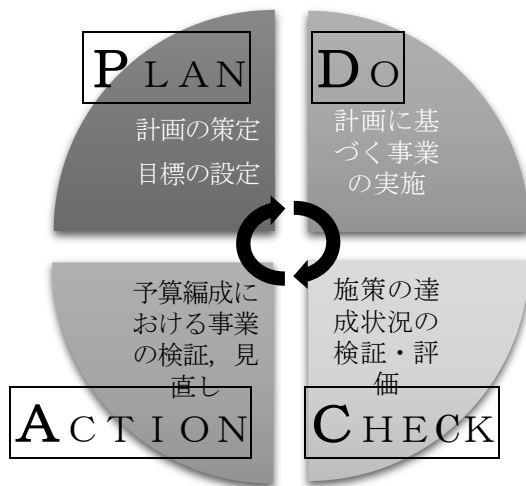 ＰＬＡＮ
計画の策定
目標の設定
ＤＯ
計画に基
づく事業
の実施
予算編成に
おける事業
の検証，見
直し
ＡＣＴＩＯＮ
施策の達
成状況の
検証・評
価
ＣＨＥＣＫ